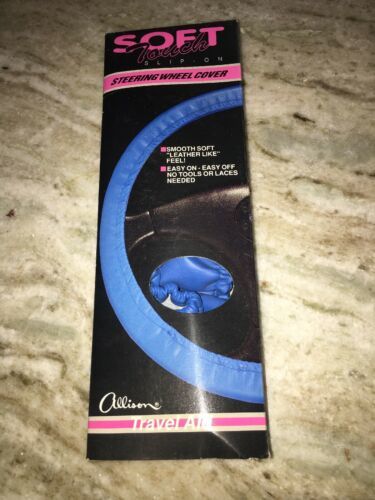 SOFT
Touch
SLIP-ON
STEERING WHEEL COVER
SMOOTH SOFT
"LEATHER LIKE"
FEEL!
EASY ON - EASY OFF
NO TOOLS OR LACES
NEEDED
Allison®
Travel Aid